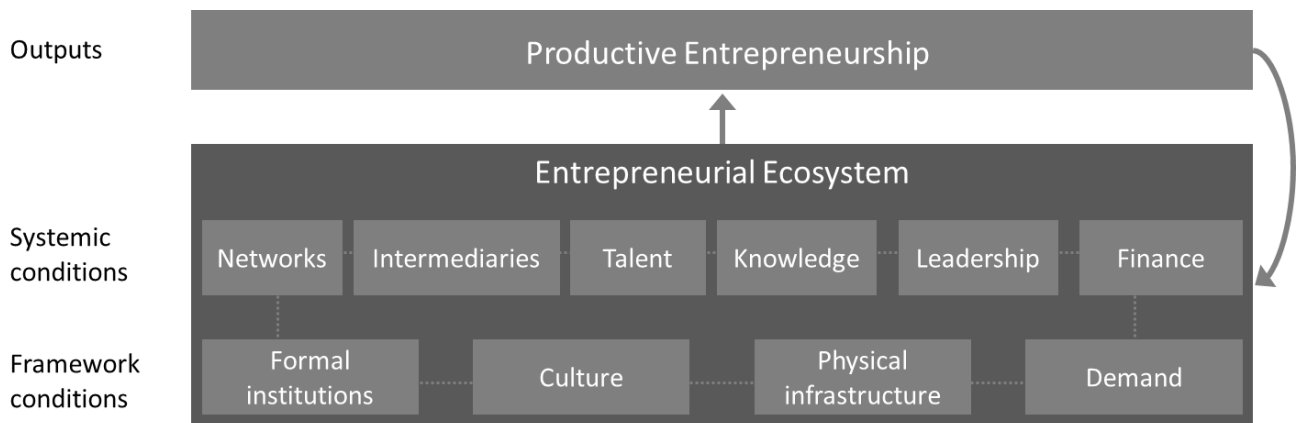 Outputs
Productive Entrepreneurship
Entrepreneurial Ecosystem
Systemic
conditions
Networks
Intermediaries
Talent
Knowledge
Leadership
Finance
Framework
conditions
Formal
institutions
Culture
Physical
infrastructure
Demand